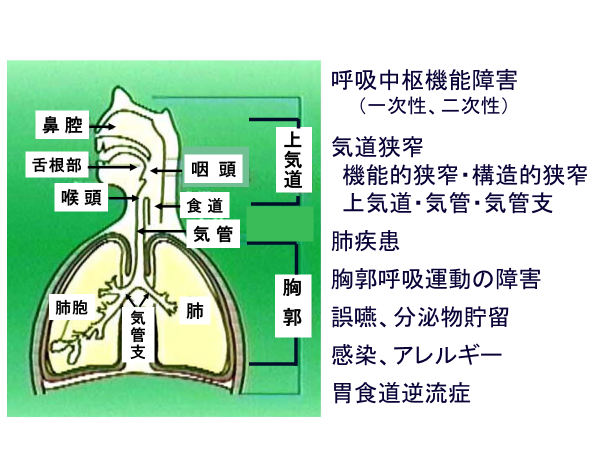 鼻腔
舌根部
喉頭
咽頭
食道
気管
上気道
胸郭
肺胞
気管支
肺
呼吸中枢機能障害
（一次性、二次性）
気道狭窄
機能的狭窄・構造的狭窄
上気道・気管・気管支
肺疾患
胸郭呼吸運動の障害
誤嚥、分泌物貯留
感染、アレルギー
胃食道逆流症